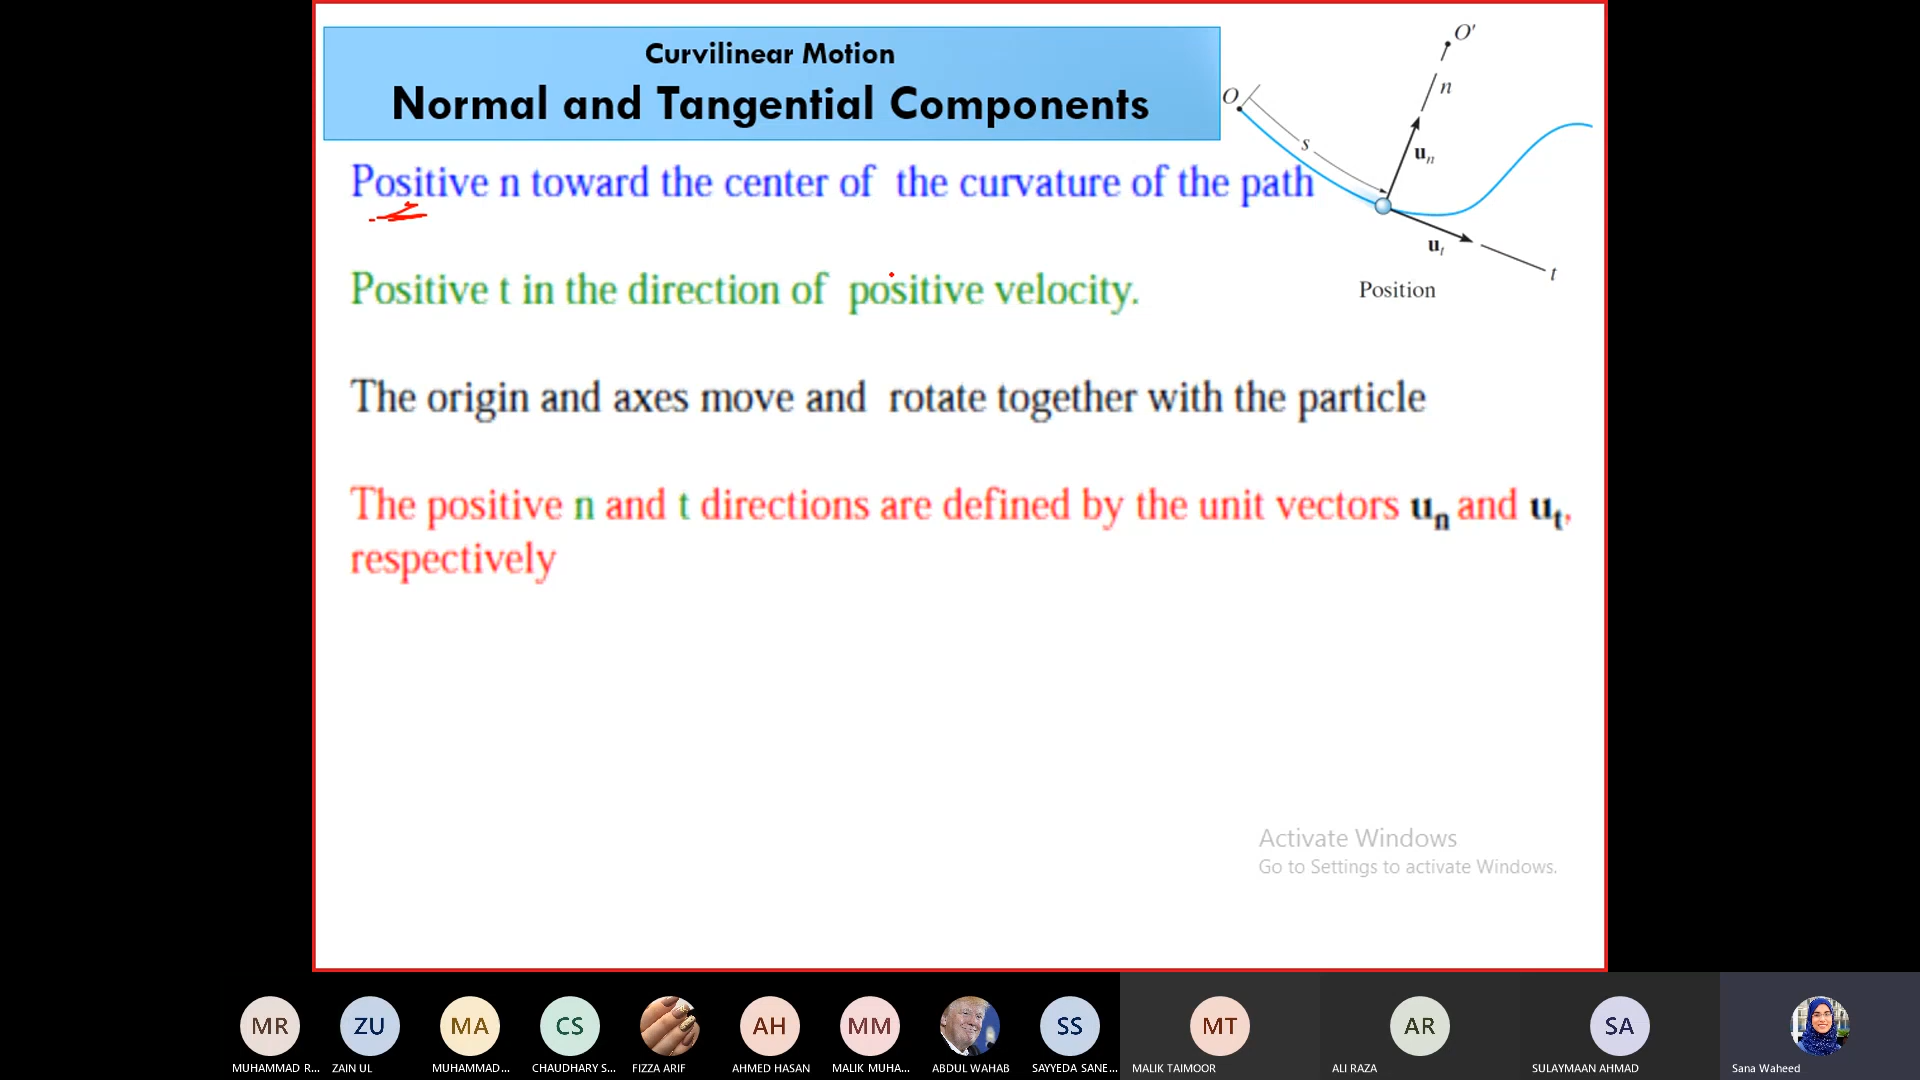 Curvilinear Motion
Normal and Tangential Components
O'
n
O
s
un
ut
t
Position
Positive n toward the center of the curvature of the path
Positive t in the direction of positive velocity.
The origin and axes move and rotate together with the particle
The positive n and t directions are defined by the unit vectors un and ut,
respectively
Activate Windows
Go to Settings to activate Windows.
MR
ZU
MA
CS
AH
MM
SS
MT
AR
SA
MUHAMMAD R...
ZAIN UL
MUHAMMAD...
CHAUDHARY S...
FIZZA ARIF
AHMED HASAN
MALIK MUHA...
ABDUL WAHAB
SAYYEDA SANE...
MALIK TAIMOOR
ALI RAZA
SULAYMAAN AHMAD
Sana Waheed